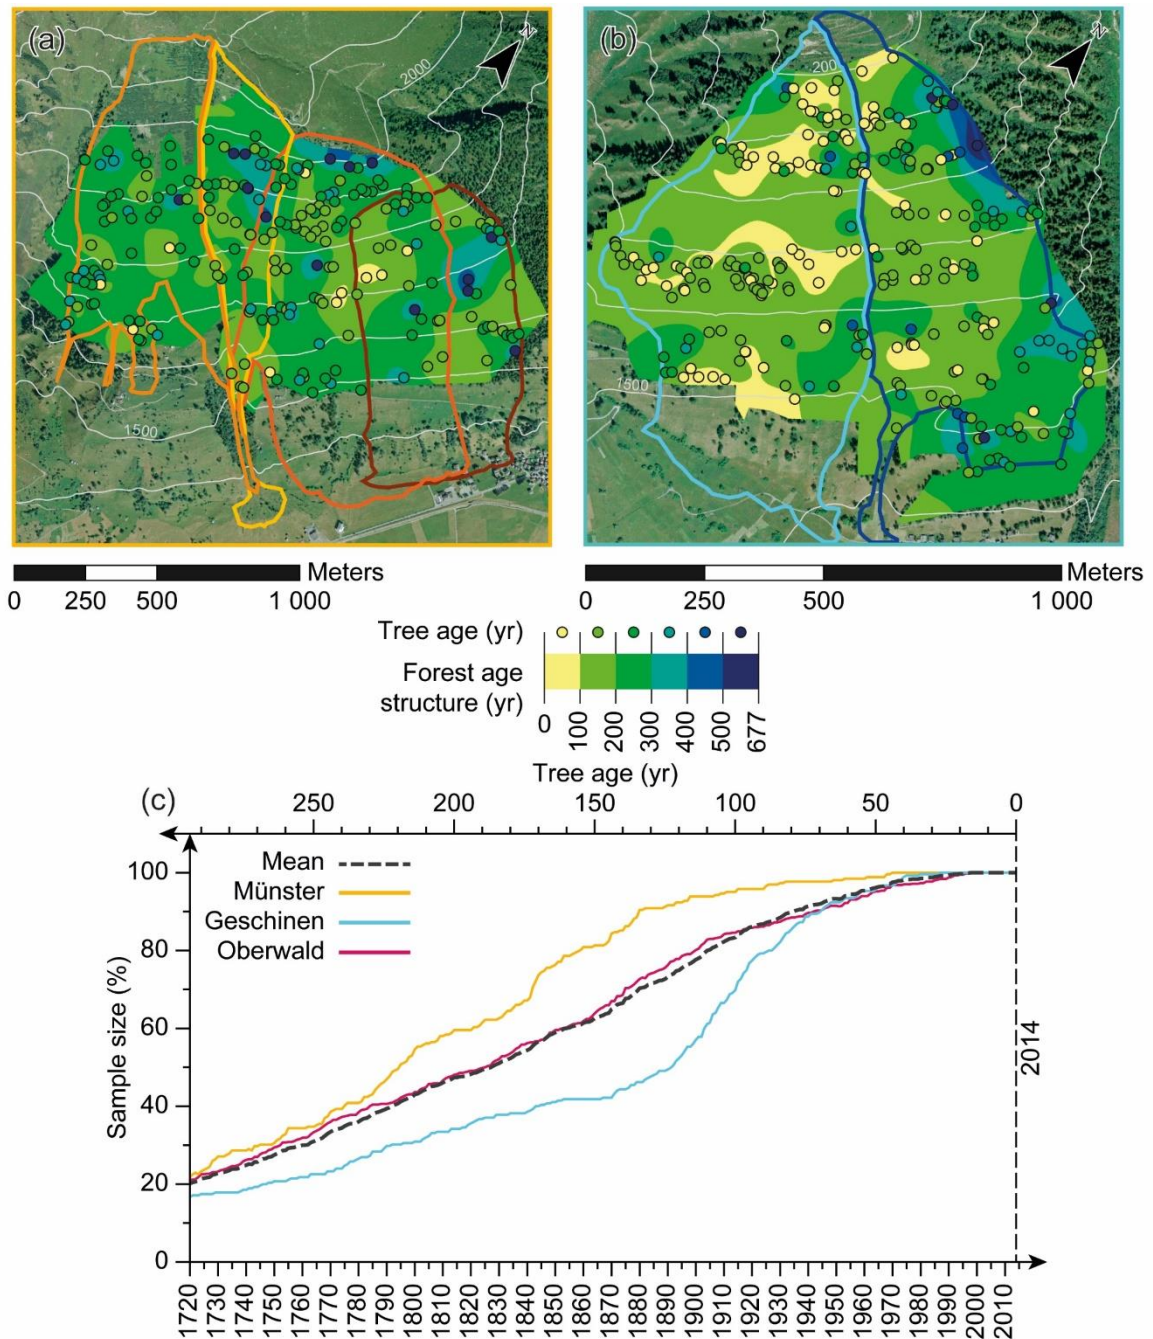 (a)
N
2000
1500
(b)
N
200
1500
Meters
0 250 500 1 000
Meters
0 250 500 1 000
Tree age (yr)
Forest age
structure (yr)
0 100 200 300 400 500 677
Tree age (yr)
(c)
250 200 150 100 50 0
Mean
Münster
Geschinen
Oberwald
Sample size (%)
100
80
60
40
20
0
2014
1720 1730 1740 1750 1760 1770 1780 1790 1800 1810 1820 1830 1840 1850 1860 1870 1880 1890 1900 1910 1920 1930 1940 1950 1960 1970 1980 1990 2000 2010